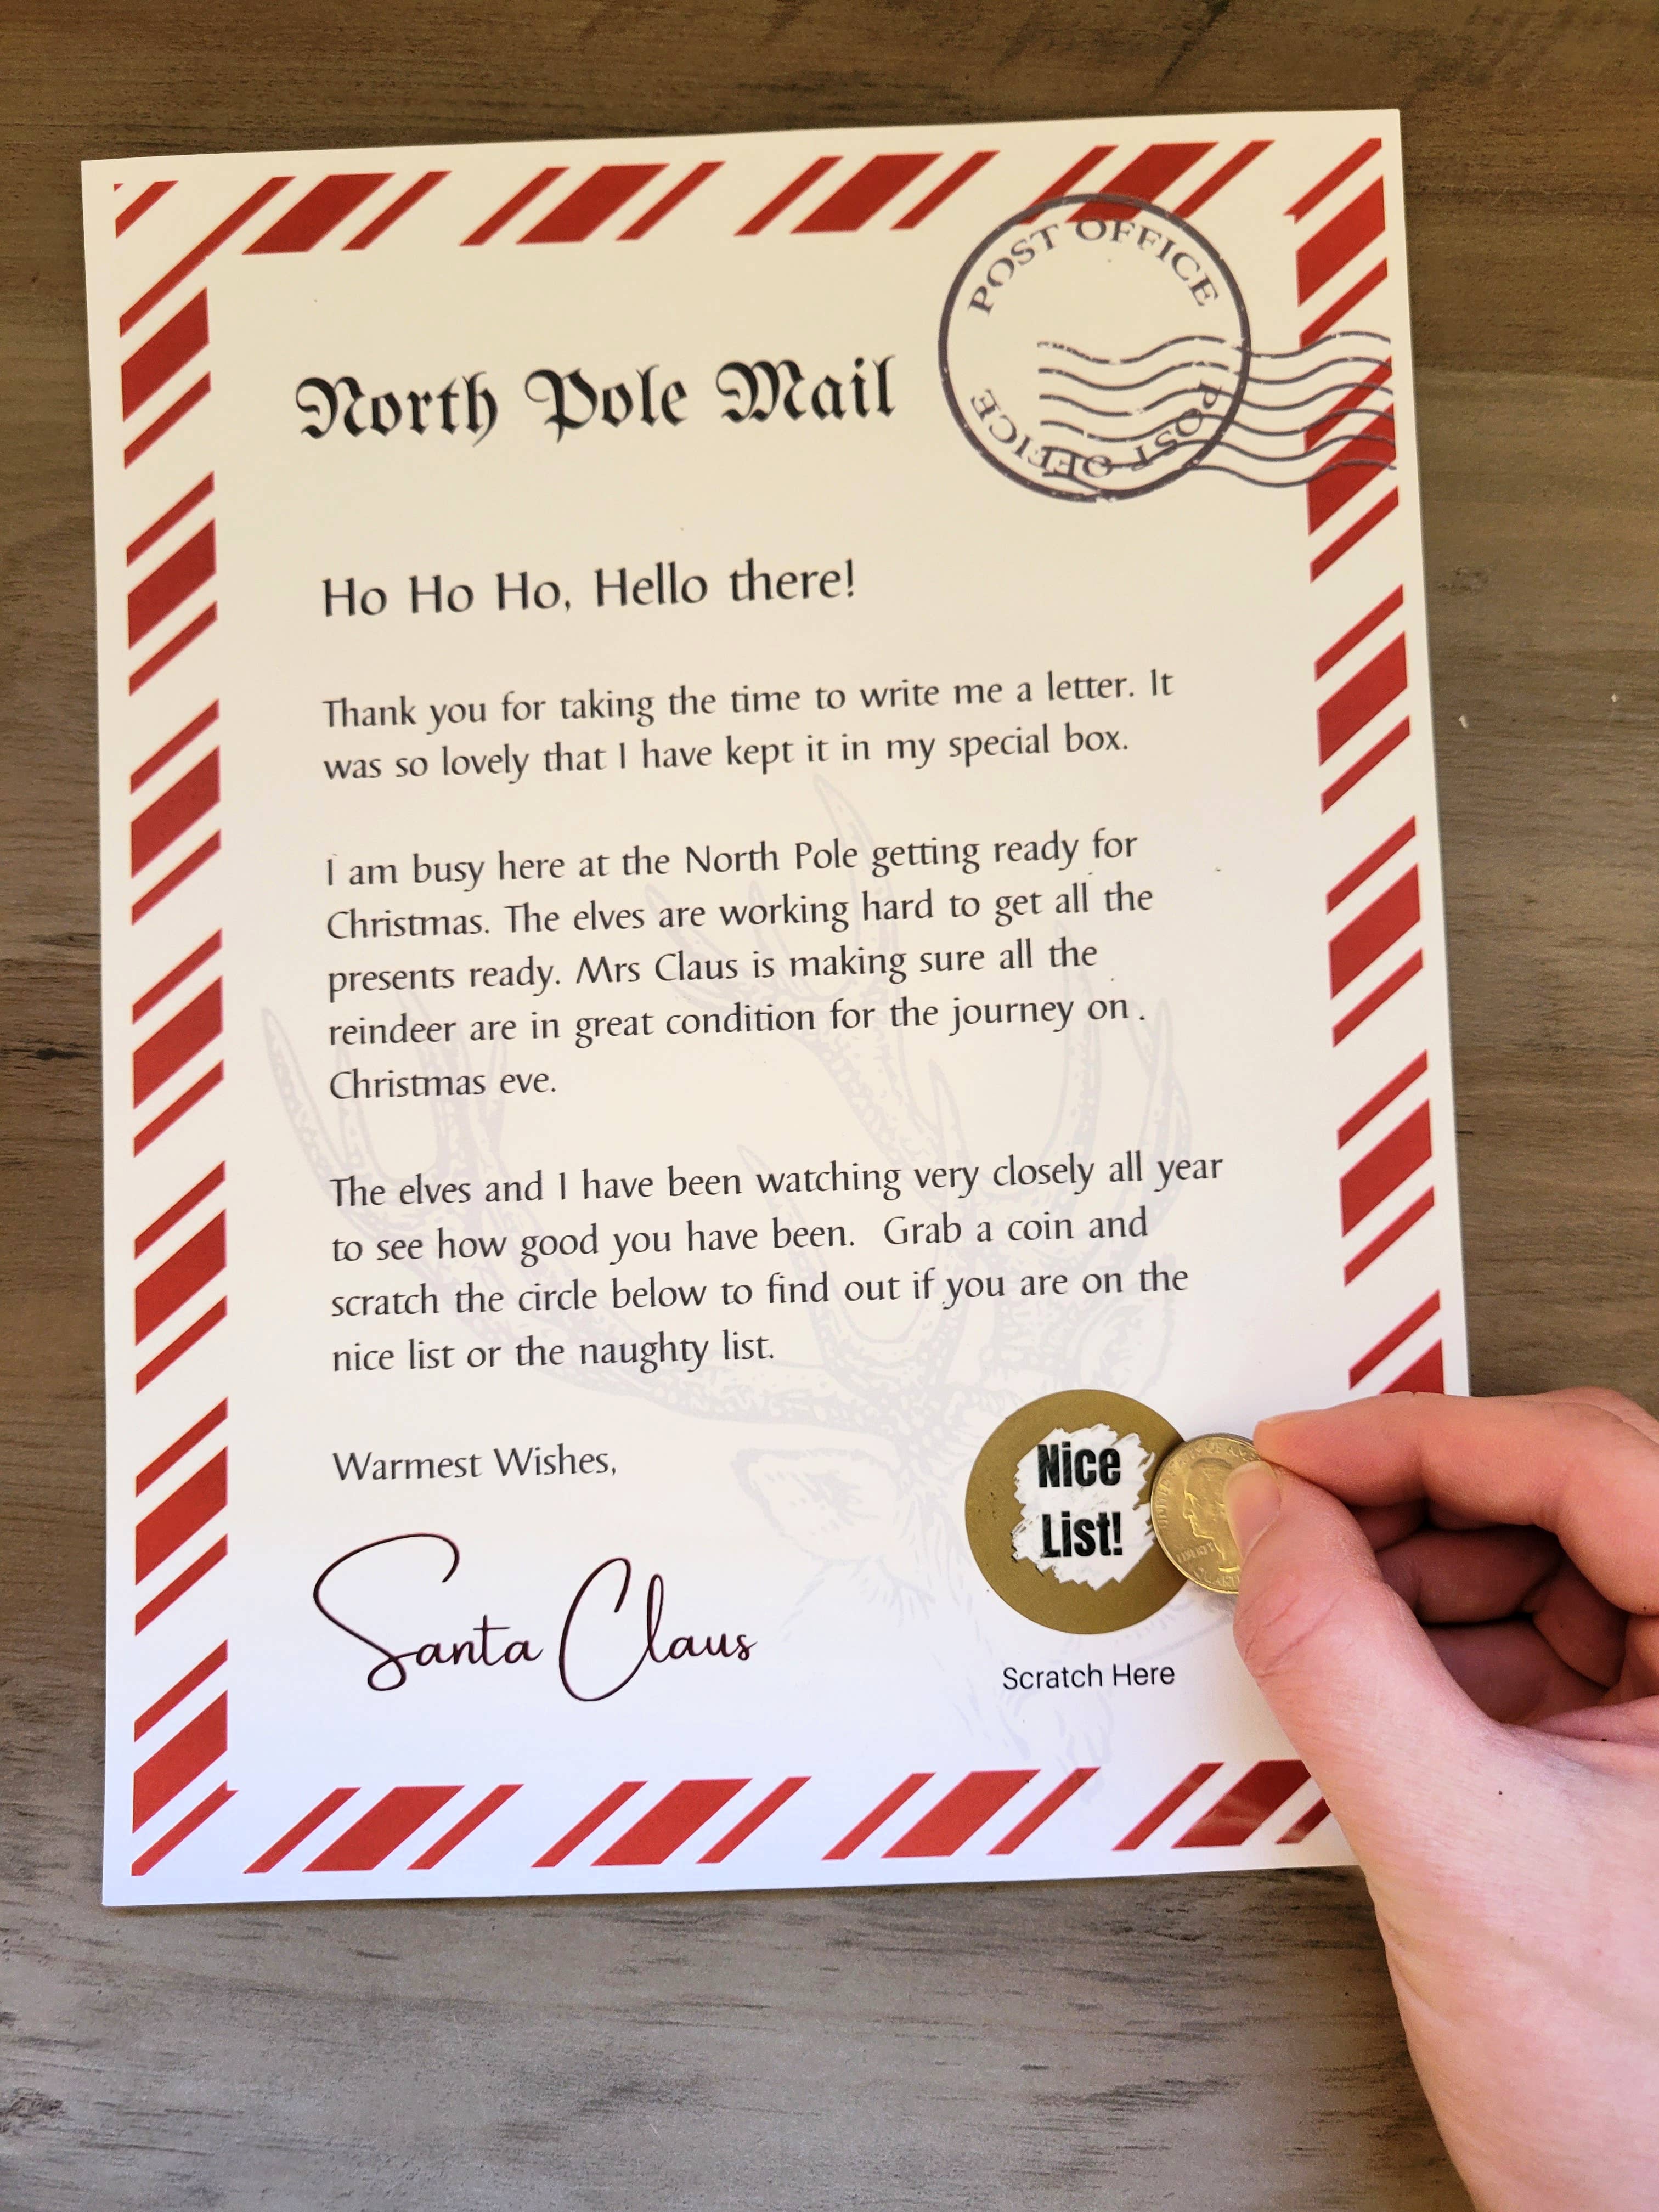 POST OFFICE
POST OFFICE
North Pole Mail
Ho Ho Ho, Hello there!
Thank you for taking the time to write me a letter. It
was so lovely that I have kept it in my special box.
I am busy here at the North Pole getting ready for
Christmas. The elves are working hard to get all the
presents ready. Mrs Claus is making sure all the
reindeer are in great condition for the journey on .
Christmas eve.
The elves and I have been watching very closely all year
to see how good you have been.  Grab a coin and
scratch the circle below to find out if you are on the
nice list or the naughty list.
Warmest Wishes,
Santa Claus
Nice
List!
Scratch Here